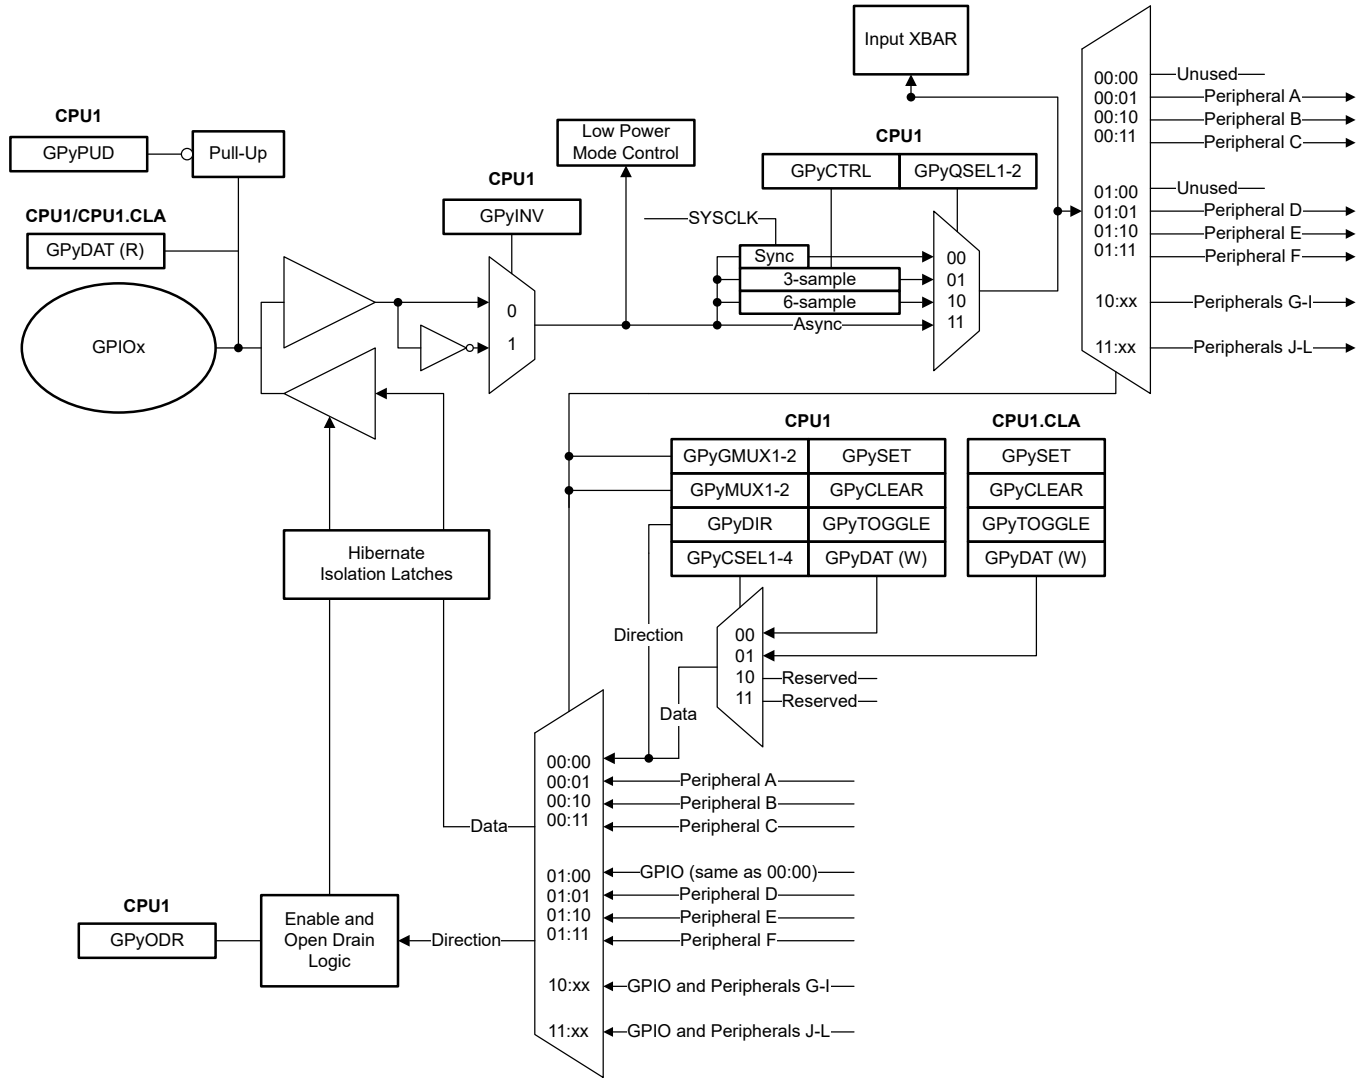 Input XBAR
CPU1
GPyPUD
Pull-Up
CPU1/CPU1.CLA
GPyDAT (R)
GPIOx
CPU1
GPyINV
0
1
Low Power
Mode Control
CPU1
GPyCTRL
GPyQSEL1-2
SYSCLK
Sync
3-sample
6-sample
Async
00
01
10
11
00:00
00:01
00:10
00:11
01:00
01:01
01:10
01:11
10:xx
11:xx
Unused
Peripheral A
Peripheral B
Peripheral C
Unused
Peripheral D
Peripheral E
Peripheral F
Peripherals G-I
Peripherals J-L
CPU1
GPyGMUX1-2
GPySET
GPyMUX1-2
GPyCLEAR
GPyDIR
GPyTOGGLE
GPyCSEL1-4
GPyDAT (W)
CPU1.CLA
GPySET
GPyCLEAR
GPyTOGGLE
GPyDAT (W)
Hibernate
Isolation Latches
Direction
00
01
10
11
Reserved
Reserved
Data
00:00
00:01
00:10
00:11
01:00
01:01
01:10
01:11
10:xx
11:xx
Peripheral A
Peripheral B
Peripheral C
GPIO (same as 00:00)
Peripheral D
Peripheral E
Peripheral F
GPIO and Peripherals G-I
GPIO and Peripherals J-L
Data
Direction
CPU1
GPyODR
Enable and
Open Drain
Logic